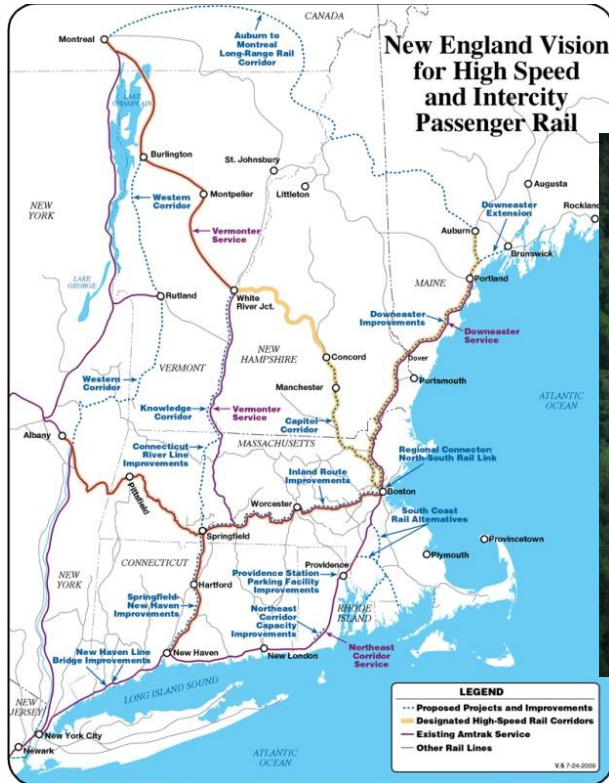 New England Vision
for High Speed
and Intercity
Passenger Rail
CANADA
Montreal
Auburn to
Montreal
Long-Range Rail
Corridor
LAKE
CHAMPLAIN
Burlington
St. Johnsbury
Montpelier
Littleton
Augusta
Rockland
Downeaster
Extension
NEW
YORK
Western
Corridor
Auburn
Brunswick
Vermonter
Service
LAKE
GEORGE
MAINE
Portland
Rutland
White
River Jct.
Downeaster
Improvements
Downeaster
Service
VERMONT
NEW
HAMPSHIRE
Concord
Dover
Manchester
Portsmouth
Western
Corridor
Knowledge
Corridor
Vermonter
Service
Capitol
Corridor
ATLANTIC
OCEAN
Albany
Connecticut
River Line
Improvements
MASSACHUSETTS
Regional Connector:
North-South Rail Link
Inland Route
Improvements
Pittsfield
Worcester
Boston
Springfield
South Coast
Rail Alternatives
CONNECTICUT
Providence
Provincetown
Plymouth
NEW
YORK
Hartford
Providence Station
Parking Facility
Improvements
Springfield-
New Haven
Improvements
Northeast
Corridor
Capacity
Improvements
RHODE
ISLAND
New Haven Line
Bridge Improvements
New Haven
New London
Northeast
Corridor
Service
LONG ISLAND SOUND
NEW
JERSEY
New York City
Newark
ATLANTIC
OCEAN
LEGEND
Proposed Projects and Improvements
Designated High-Speed Rail Corridors
Existing Amtrak Service
Other Rail Lines
V.5 7-24-2009